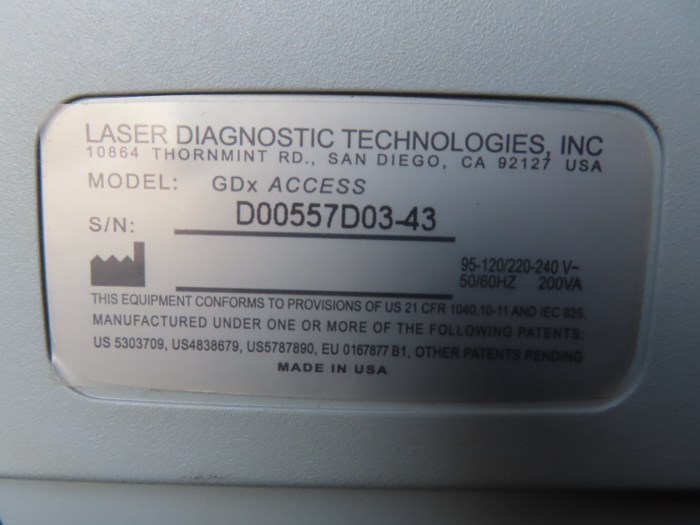 LASER DIAGNOSTIC TECHNOLOGIES, INC
10864 THORNMINT RD., SAN DIEGO, CA 92127 USA
MODEL: GDx ACCESS
S/N: D00557D03-43
95-120/220-240 V~
50/60HZ 200VA
THIS EQUIPMENT CONFORMS TO PROVISIONS OF US 21 CFR 1040.10-11 AND IEC 825.
MANUFACTURED UNDER ONE OR MORE OF THE FOLLOWING PATENTS:
US 5303709, US4838679, US5787890, EU 0167877 B1, OTHER PATENTS PENDING
MADE IN USA